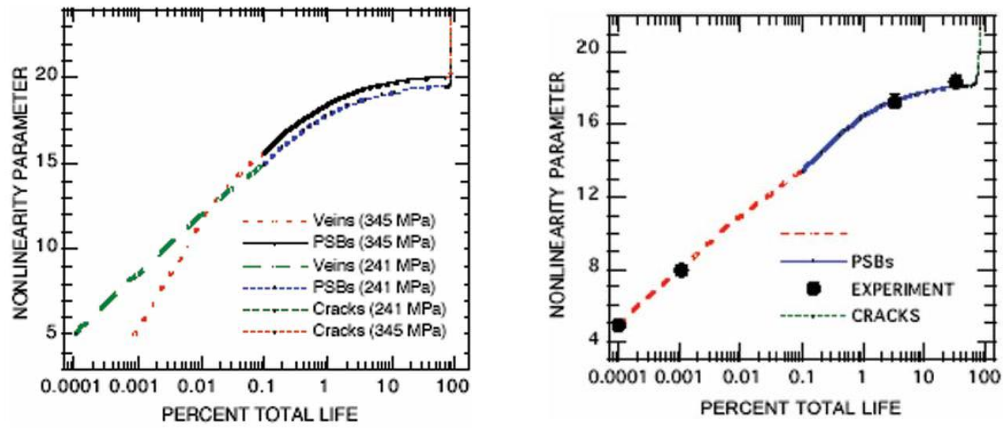 NONLINEARITY PARAMETER
20
15
10
5
Veins (345 MPa)
PSBs (345 MPa)
Veins (241 MPa)
PSBs (241 MPa)
Cracks (241 MPa)
Cracks (345 MPa)
0.0001 0.001 0.01 0.1 1 10 100
PERCENT TOTAL LIFE
NONLINEARITY PARAMETER
20
16
12
8
4
PSBs
EXPERIMENT
CRACKS
0.0001 0.001 0.01 0.1 1 10 100
PERCENT TOTAL LIFE